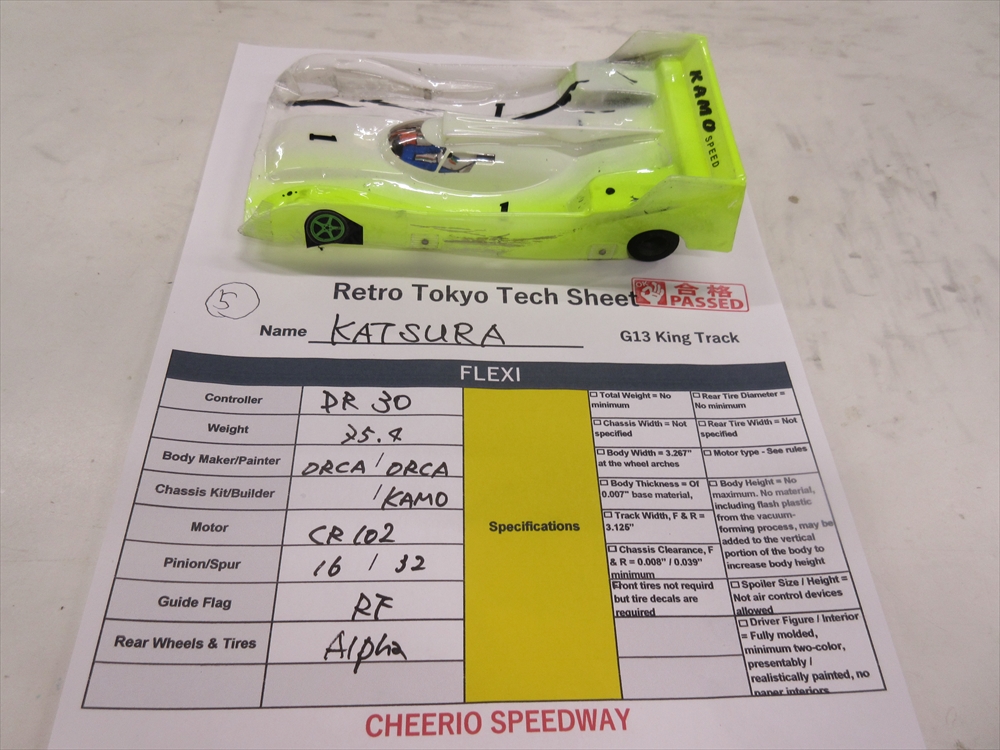 KAMO SPEED
1
1
1
5
Retro Tokyo Tech Sheet
合格
PASSED
Name KATSURA
G13 King Track
FLEXI
Controller DR 30
Weight 75.4
Body Maker/Painter ORCA / ORCA
Chassis Kit/Builder / KAMO
Motor CR 102
Pinion/Spur 16 / 32
Guide Flag RF
Rear Wheels & Tires Alpha
Specifications
☐ Total Weight = No
minimum
☐ Chassis Width = Not
specified
☐ Body Width = 3.267"
at the wheel arches
☐ Body Thickness = Of
0.007" base material,
☐ Track Width, F & R =
3.125"
☐ Chassis Clearance, F
& R = 0.008" / 0.039"
minimum
Front tires not requird
but tire decals are
required
☐ Rear Tire Diameter =
No minimum
☐ Rear Tire Width = Not
specified
☐ Motor type - See rules
☐ Body Height = No
maximum. No material,
including flash plastic
from the vacuum-
forming process, may be
added to the vertical
portion of the body to
increase body height
☐ Spoiler Size / Height =
Not air control devices
allowed
☐ Driver Figure / Interior
= Fully molded,
minimum two-color,
presentably /
realistically painted, no
paper interiors
CHEERIO SPEEDWAY